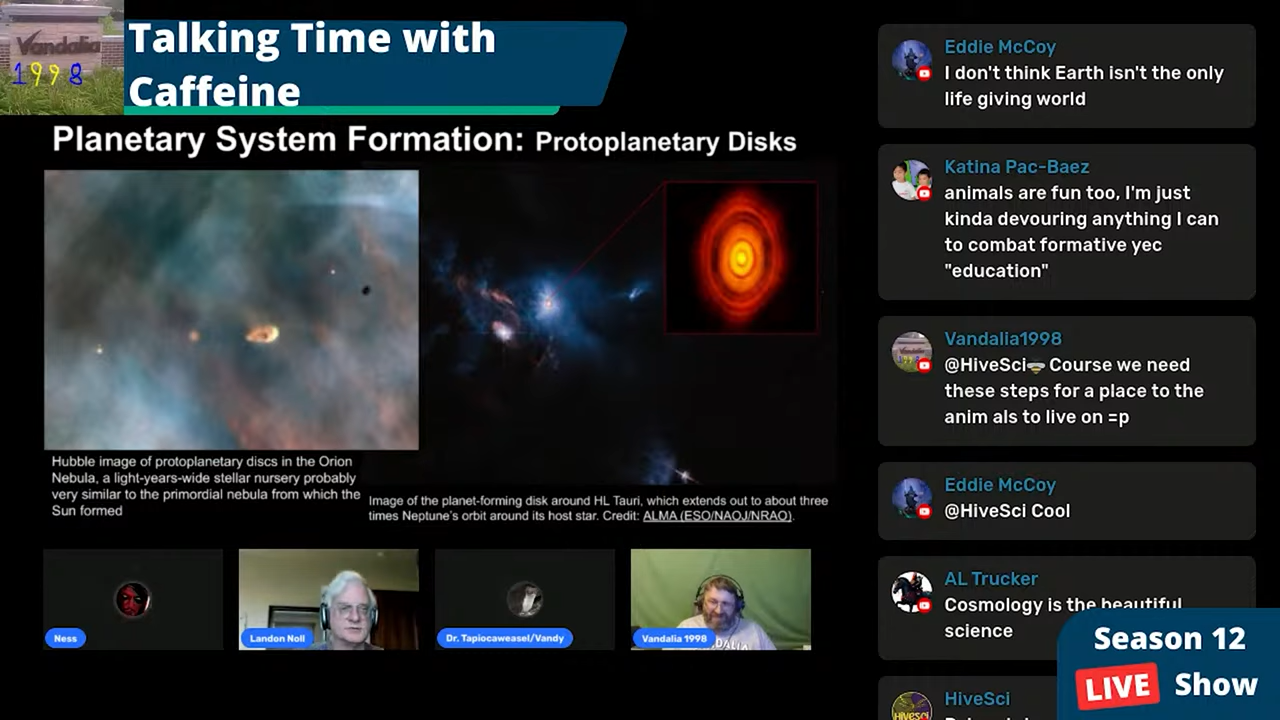 Vandalia
1998
Talking Time with
Caffeine
Planetary System Formation: Protoplanetary Disks
Hubble image of protoplanetary discs in the Orion
Nebula, a light-years-wide stellar nursery probably
very similar to the primordial nebula from which the
Sun formed
Image of the planet-forming disk around HL Tauri, which extends out to about three
times Neptune's orbit around its host star. Credit: ALMA (ESO/NAOJ/NRAO).
Ness
Landon Noll
Dr. Tapiocaweasel/Vandy
Vandalia 1998
Eddie McCoy
I don't think Earth isn't the only
life giving world
Katina Pac-Baez
animals are fun too, I'm just
kinda devouring anything I can
to combat formative yec
"education"
Vandalia1998
@HiveSci🐝 Course we need
these steps for a place to the
anim als to live on =p
Eddie McCoy
@HiveSci Cool
AL Trucker
Cosmology is the beautiful
science
HiveSci
Season 12
LIVE Show